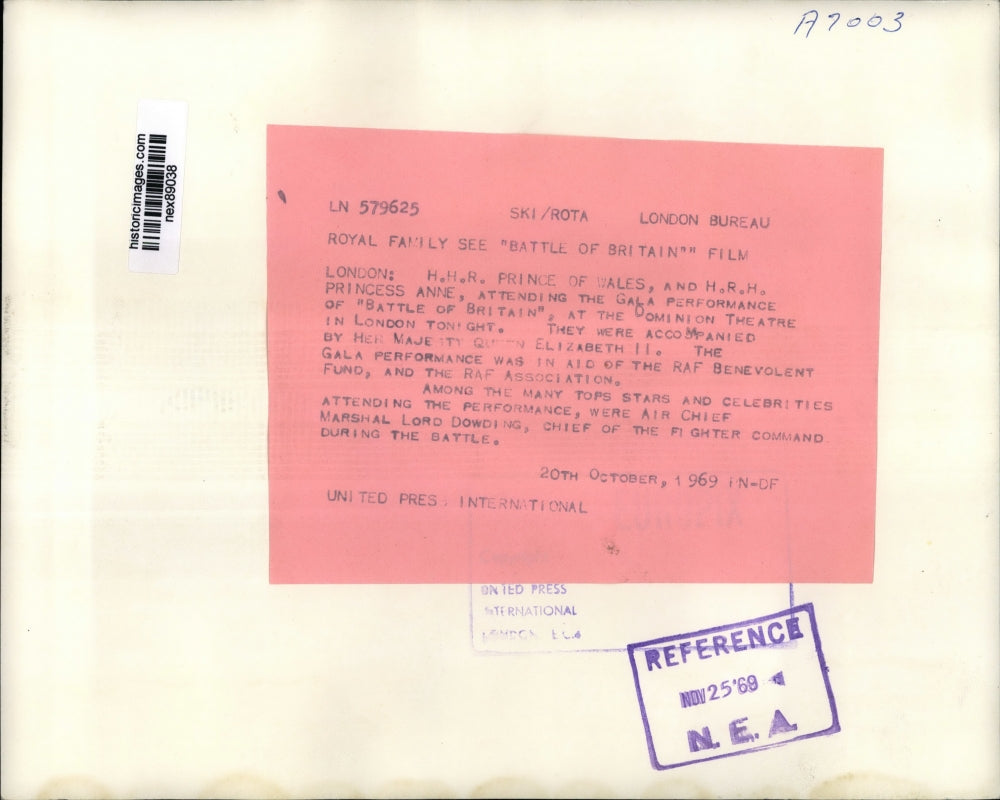 A7003
historicimages.com
nex89038
LN 579625 SKI/ROTA LONDON BUREAU
ROYAL FAMILY SEE "BATTLE OF BRITAIN"" FILM
LONDON: H.H.R. PRINCE OF WALES, AND H.R.H.
PRINCESS ANNE, ATTENDING THE GALA PERFORMANCE
OF "BATTLE OF BRITAIN", AT THE DOMINION THEATRE
IN LONDON TONIGHT. THEY WERE ACCOMPANIED
BY HER MAJESTY QUEEN ELIZABETH II. THE
GALA PERFORMANCE WAS IN AID OF THE RAF BENEVOLENT
FUND, AND THE RAF ASSOCIATION.
AMONG THE MANY TOPS STARS AND CELEBRITIES
ATTENDING THE PERFORMANCE, WERE AIR CHIEF
MARSHAL LORD DOWDING, CHIEF OF THE FIGHTER COMMAND
DURING THE BATTLE.
20TH OCTOBER, 1969 PN-DF
UNITED PRESS INTERNATIONAL
UNITED PRESS
INTERNATIONAL
LONDON E.C.4
REFERENCE
NOV 25 '69
N.E.A.